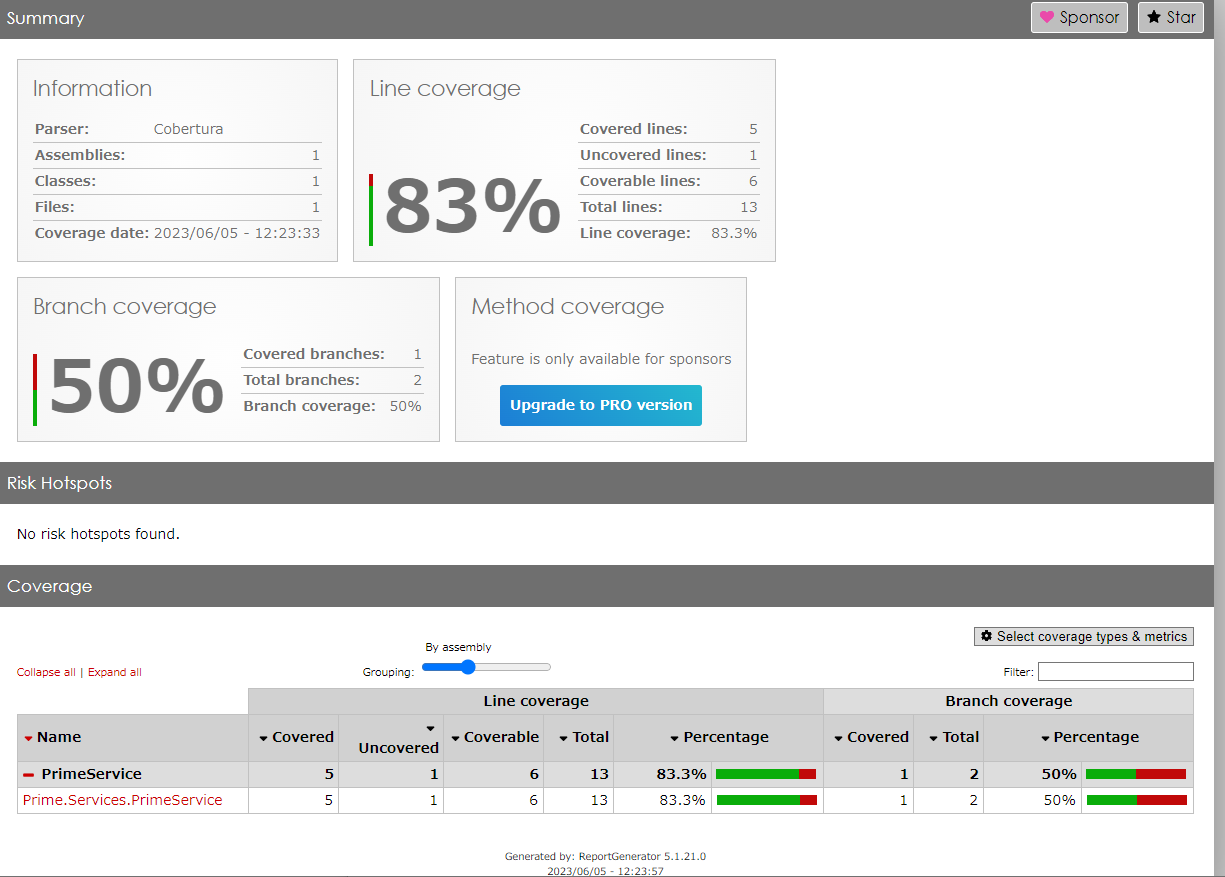 Summary
Sponsor
Star
Information
Parser: Cobertura
Assemblies: 1
Classes: 1
Files: 1
Coverage date: 2023/06/05 - 12:23:33
Line coverage
83%
Covered lines: 5
Uncovered lines: 1
Coverable lines: 6
Total lines: 13
Line coverage: 83.3%
Branch coverage
50%
Covered branches: 1
Total branches: 2
Branch coverage: 50%
Method coverage
Feature is only available for sponsors
Upgrade to PRO version
Risk Hotspots
No risk hotspots found.
Coverage
Collapse all | Expand all
By assembly
Grouping:
Select coverage types & metrics
Filter:
Line coverage Branch coverage
Name Covered Uncovered Coverable Total Percentage Covered Total Percentage
PrimeService 5 1 6 13 83.3% 1 2 50%
Prime.Services.PrimeService 5 1 6 13 83.3% 1 2 50%
Generated by: ReportGenerator 5.1.21.0
2023/06/05 - 12:23:57